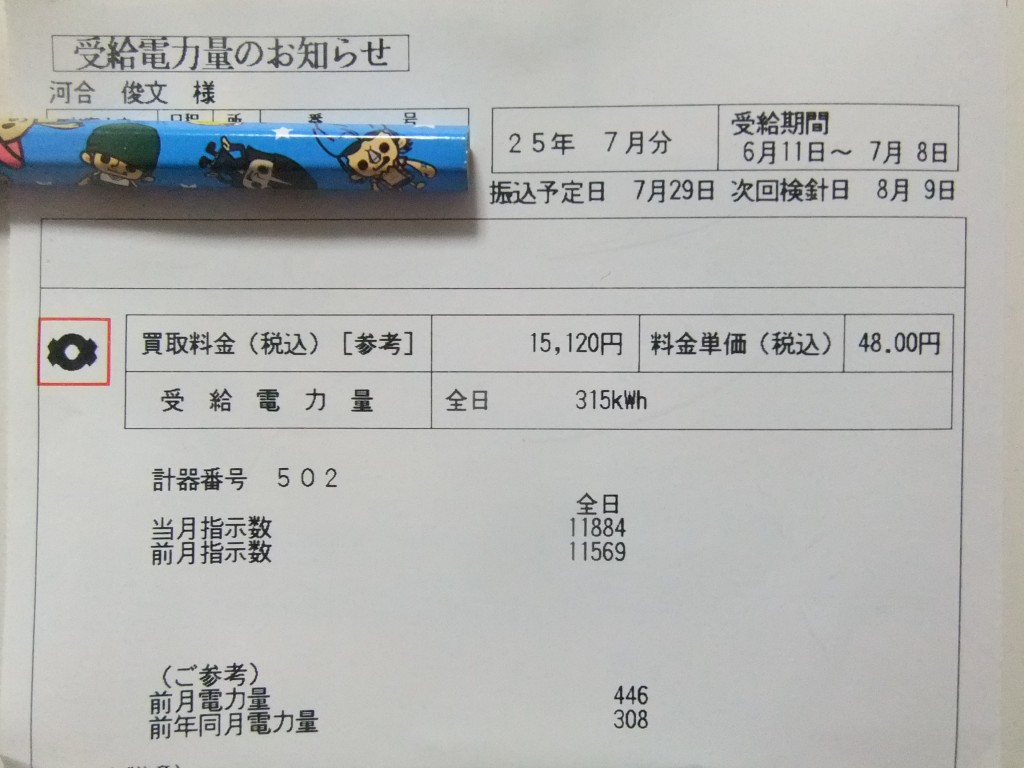 受給電力量のお知らせ
河合 俊文 様
番 号
25年 7月分
受給期間
6月11日～ 7月 8日
振込予定日 7月29日 次回検針日 8月 9日
買取料金（税込）［参考］ 15,120円 料金単価（税込） 48.00円
受 給 電 力 量 全日 315kWh
計器番号 502
全日
当月指示数 11884
前月指示数 11569
（ご参考）
前月電力量 446
前年同月電力量 308